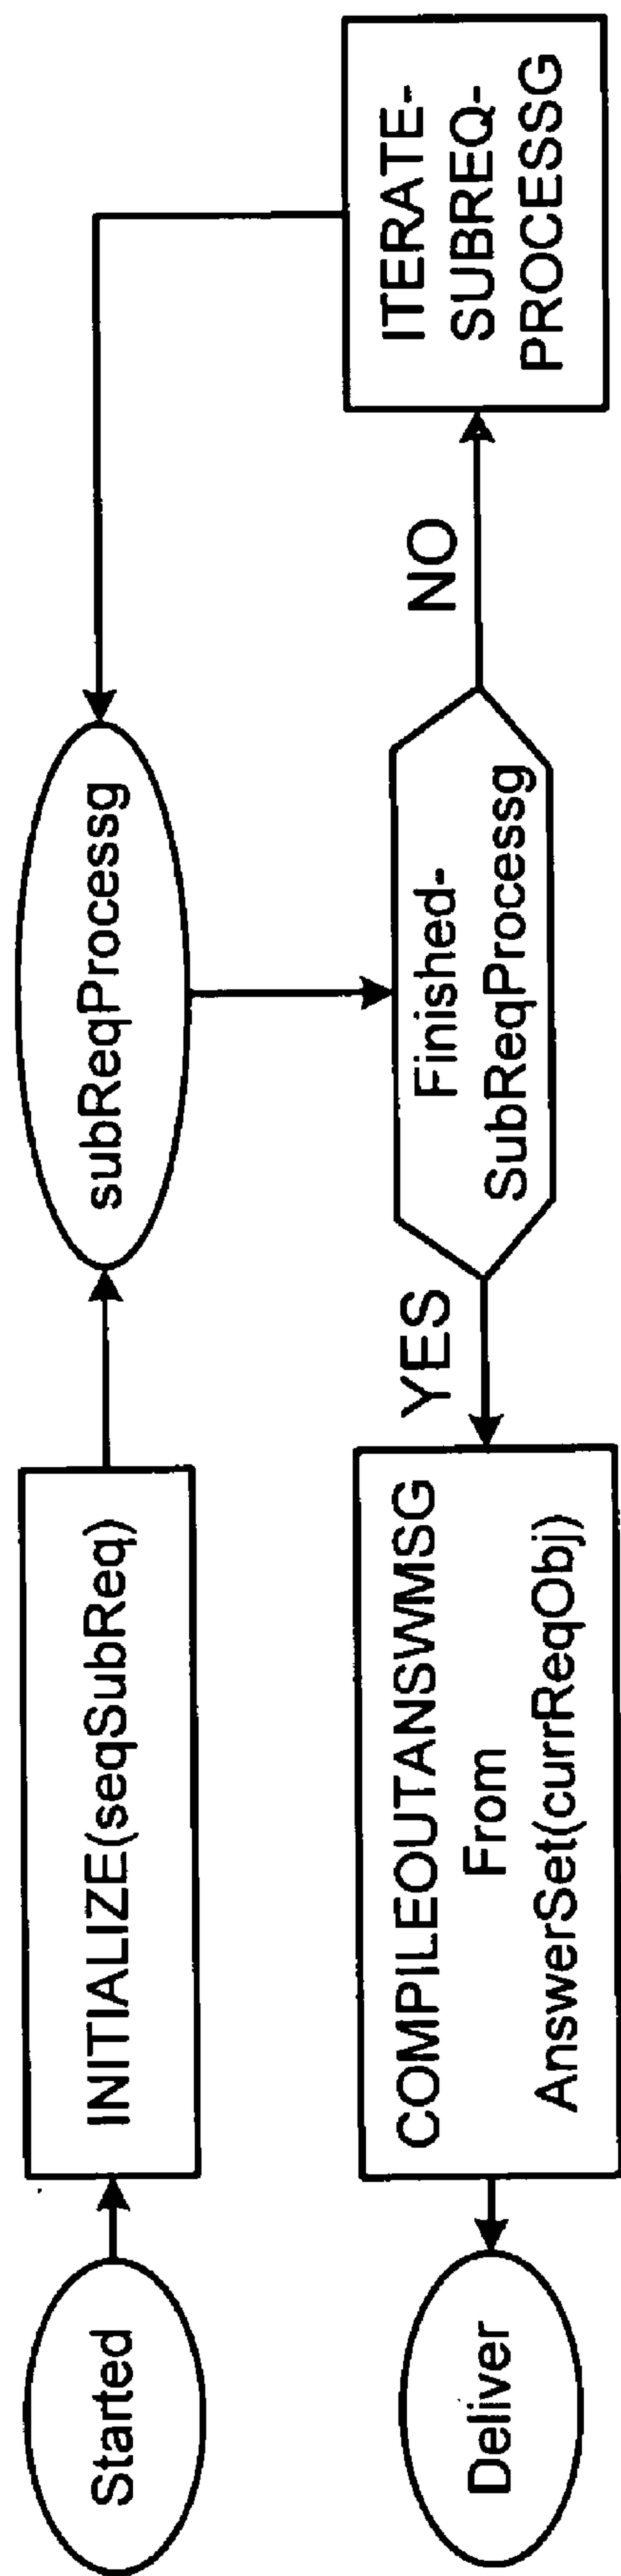 Started
INITIALIZE(seqSubReq)
subReqProcessg
ITERATE-
SUBREQ-
PROCESSG
Finished-
SubReqProcessg
NO
YES
COMPILEOUTANSWMSG
From
AnswerSet(currReqObj)
Deliver